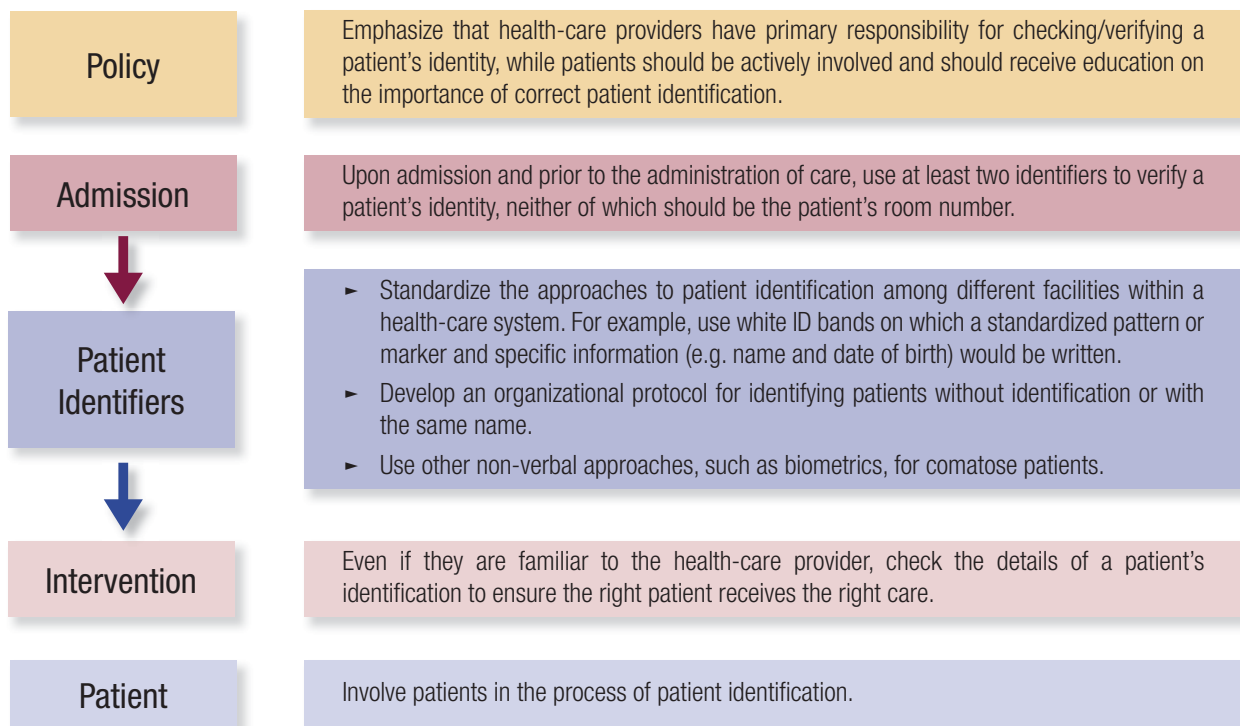 Policy
Emphasize that health-care providers have primary responsibility for checking/verifying a
patient's identity, while patients should be actively involved and should receive education on
the importance of correct patient identification.
Admission
Upon admission and prior to the administration of care, use at least two identifiers to verify a
patient's identity, neither of which should be the patient's room number.
Patient
Identifiers
► Standardize the approaches to patient identification among different facilities within a
health-care system. For example, use white ID bands on which a standardized pattern or
marker and specific information (e.g. name and date of birth) would be written.
► Develop an organizational protocol for identifying patients without identification or with
the same name.
► Use other non-verbal approaches, such as biometrics, for comatose patients.
Intervention
Even if they are familiar to the health-care provider, check the details of a patient's
identification to ensure the right patient receives the right care.
Patient
Involve patients in the process of patient identification.